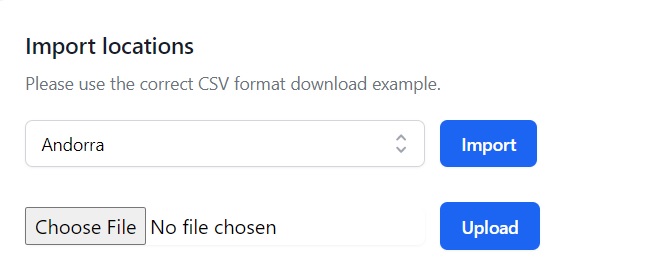 Import locations
Please use the correct CSV format download example.
Andorra
Import
Choose File No file chosen
Upload